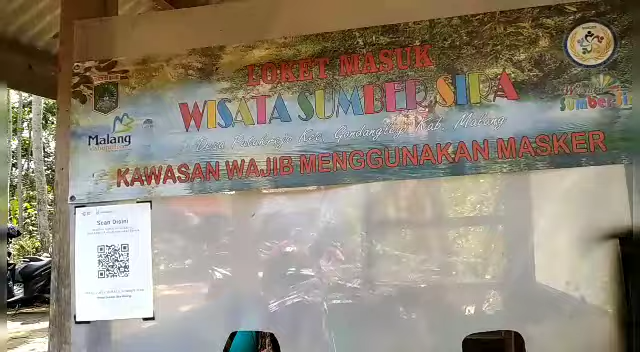 LOKET MASUK
WISATA SUMBER SIRA
Desa Putukrejo Kec. Gondanglegi Kab. Malang
KAWASAN WAJIB MENGGUNAKAN MASKER
Malang
Scan Disini